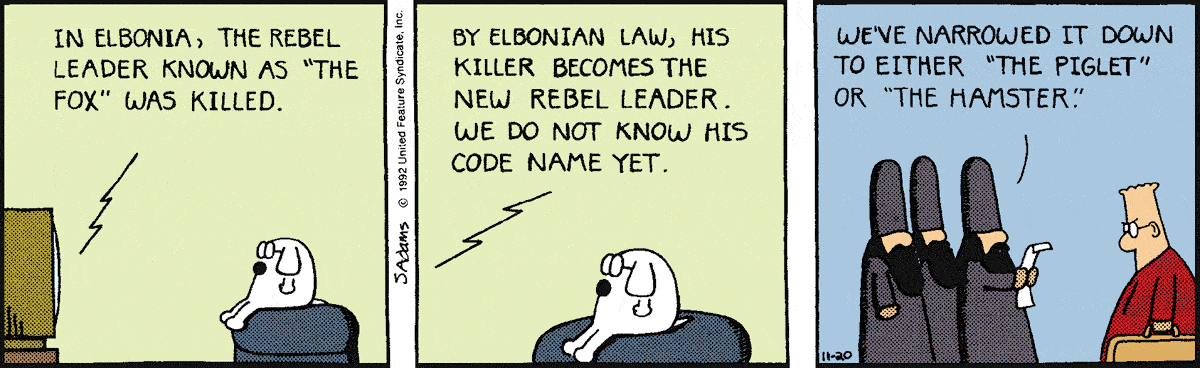 IN ELBONIA, THE REBEL
LEADER KNOWN AS "THE
FOX" WAS KILLED.
© 1992 United Feature Syndicate, Inc.
S.Adams
BY ELBONIAN LAW, HIS
KILLER BECOMES THE
NEW REBEL LEADER.
WE DO NOT KNOW HIS
CODE NAME YET.
WE'VE NARROWED IT DOWN
TO EITHER "THE PIGLET"
OR "THE HAMSTER."
11-20